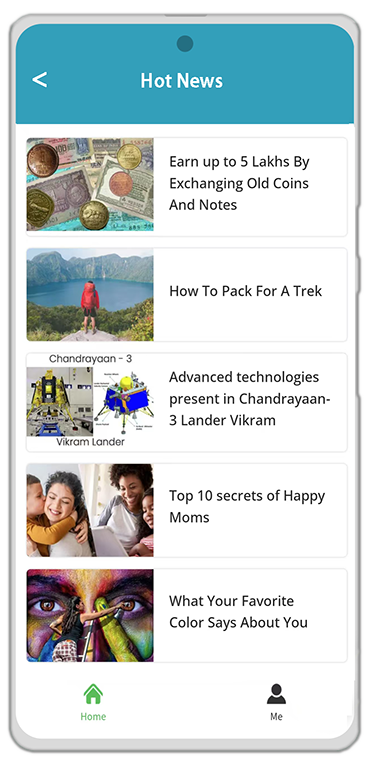 <
Hot News
Earn up to 5 Lakhs By
Exchanging Old Coins
And Notes
How To Pack For A Trek
Chandrayaan - 3
Vikram Lander
Advanced technologies
present in Chandrayaan-
3 Lander Vikram
Top 10 secrets of Happy
Moms
What Your Favorite
Color Says About You
Home
Me